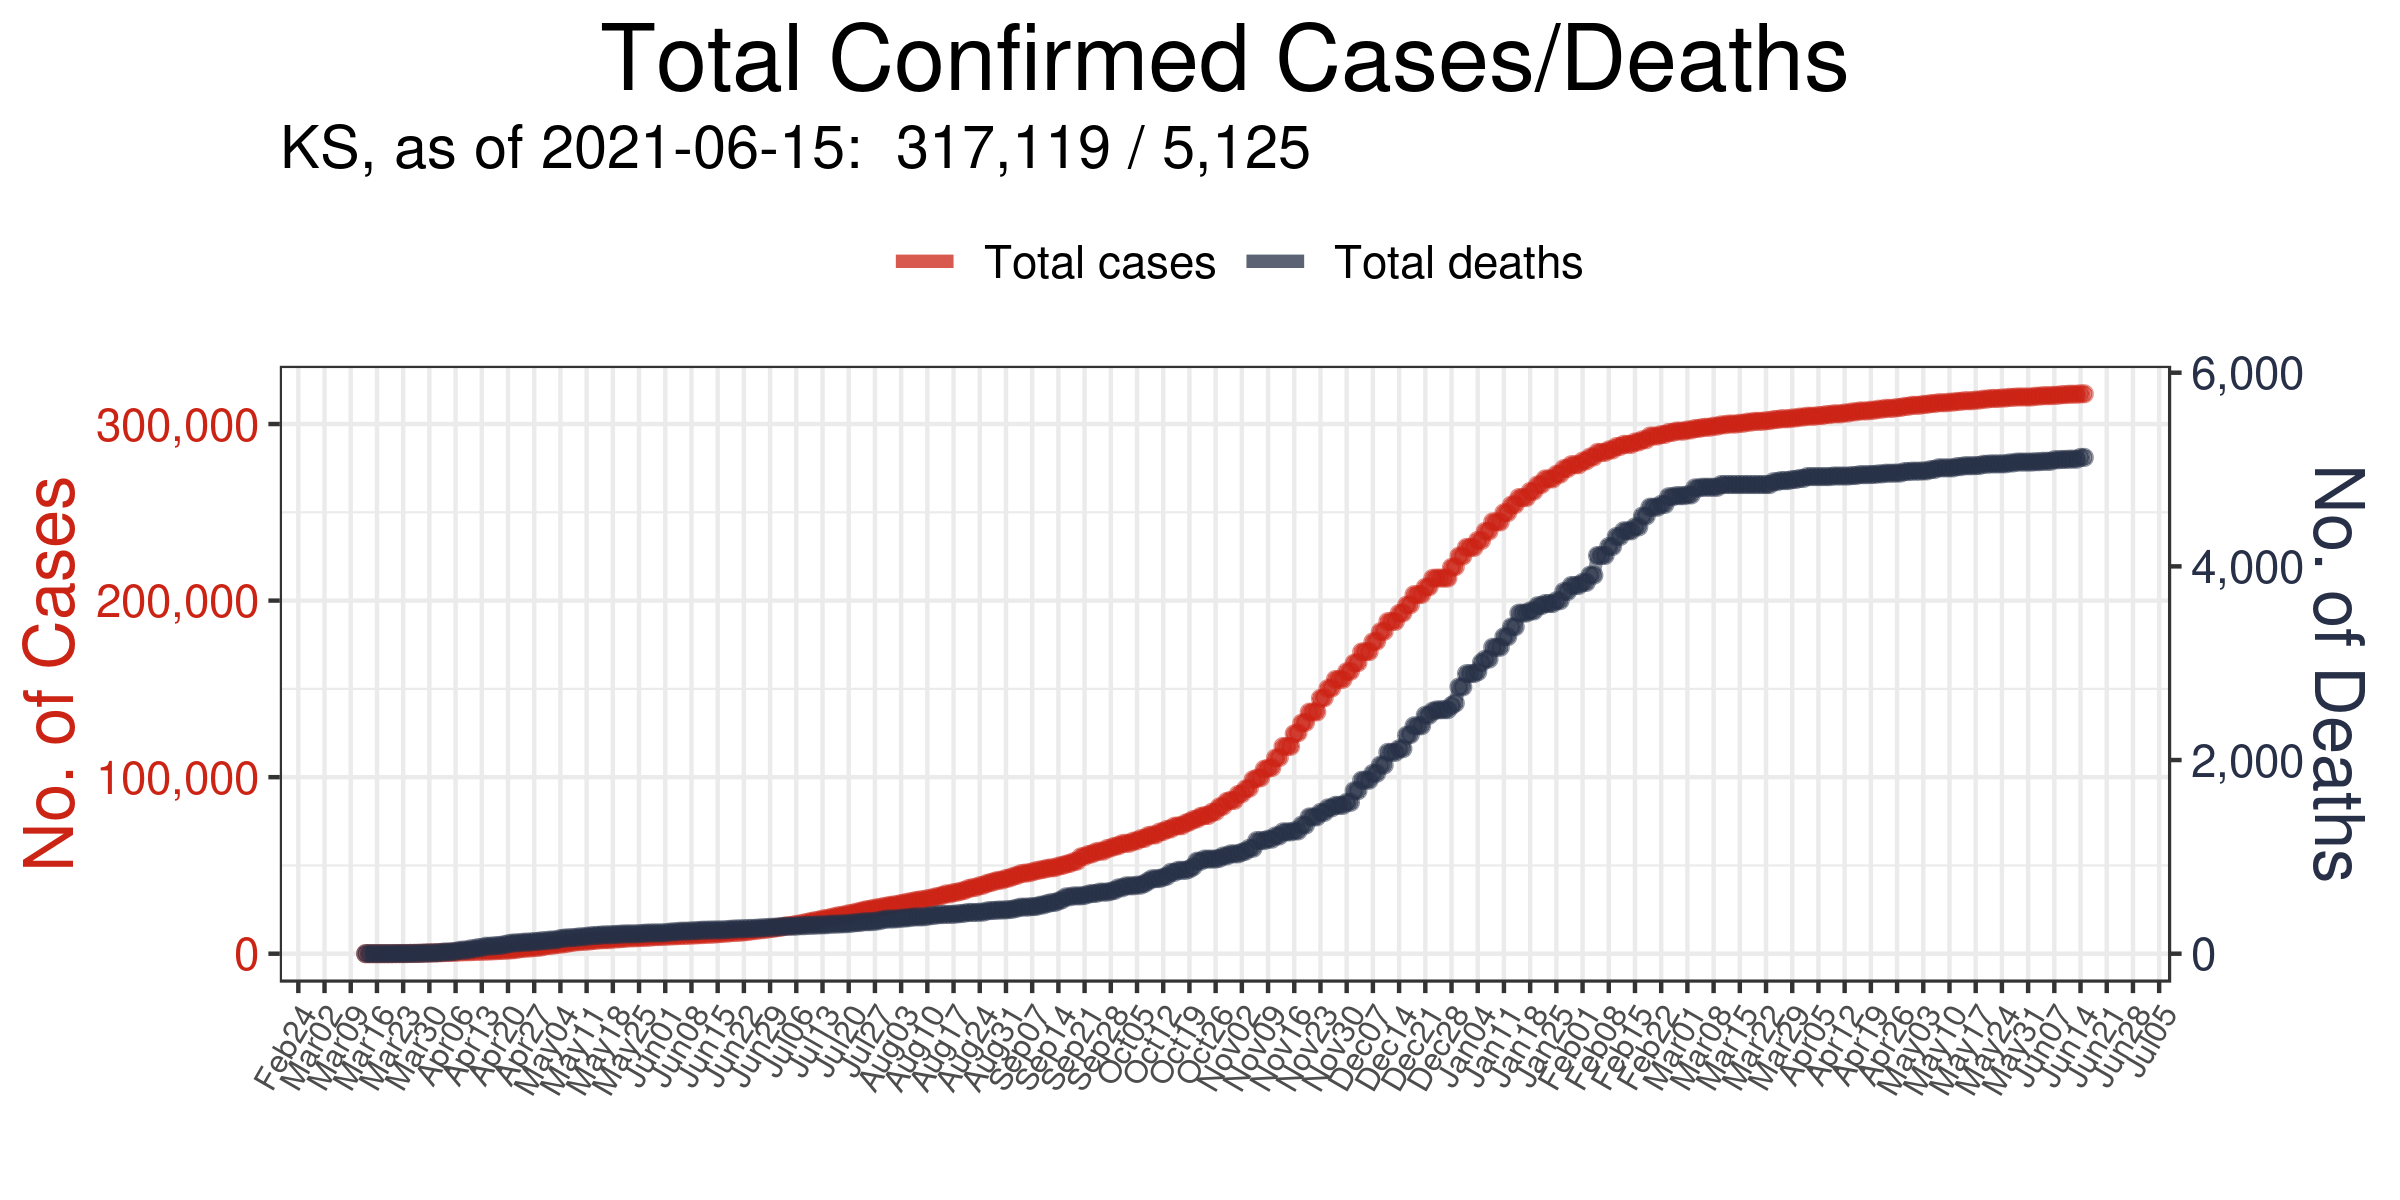 Total Confirmed Cases/Deaths
KS, as of 2021-06-15:  317,119 / 5,125
Total cases
Total deaths
No. of Cases
300,000
200,000
100,000
0
6,000
4,000
2,000
0
No. of Deaths
Feb24
Mar02
Mar09
Mar16
Mar23
Mar30
Apr06
Apr13
Apr20
Apr27
May04
May11
May18
May25
Jun01
Jun08
Jun15
Jun22
Jun29
Jul06
Jul13
Jul20
Jul27
Aug03
Aug10
Aug17
Aug24
Aug31
Sep07
Sep14
Sep21
Sep28
Oct05
Oct12
Oct19
Oct26
Nov02
Nov09
Nov16
Nov23
Nov30
Dec07
Dec14
Dec21
Dec28
Jan04
Jan11
Jan18
Jan25
Feb01
Feb08
Feb15
Feb22
Mar01
Mar08
Mar15
Mar22
Mar29
Apr05
Apr12
Apr19
Apr26
May03
May10
May17
May24
May31
Jun07
Jun14
Jun21
Jun28
Jul05